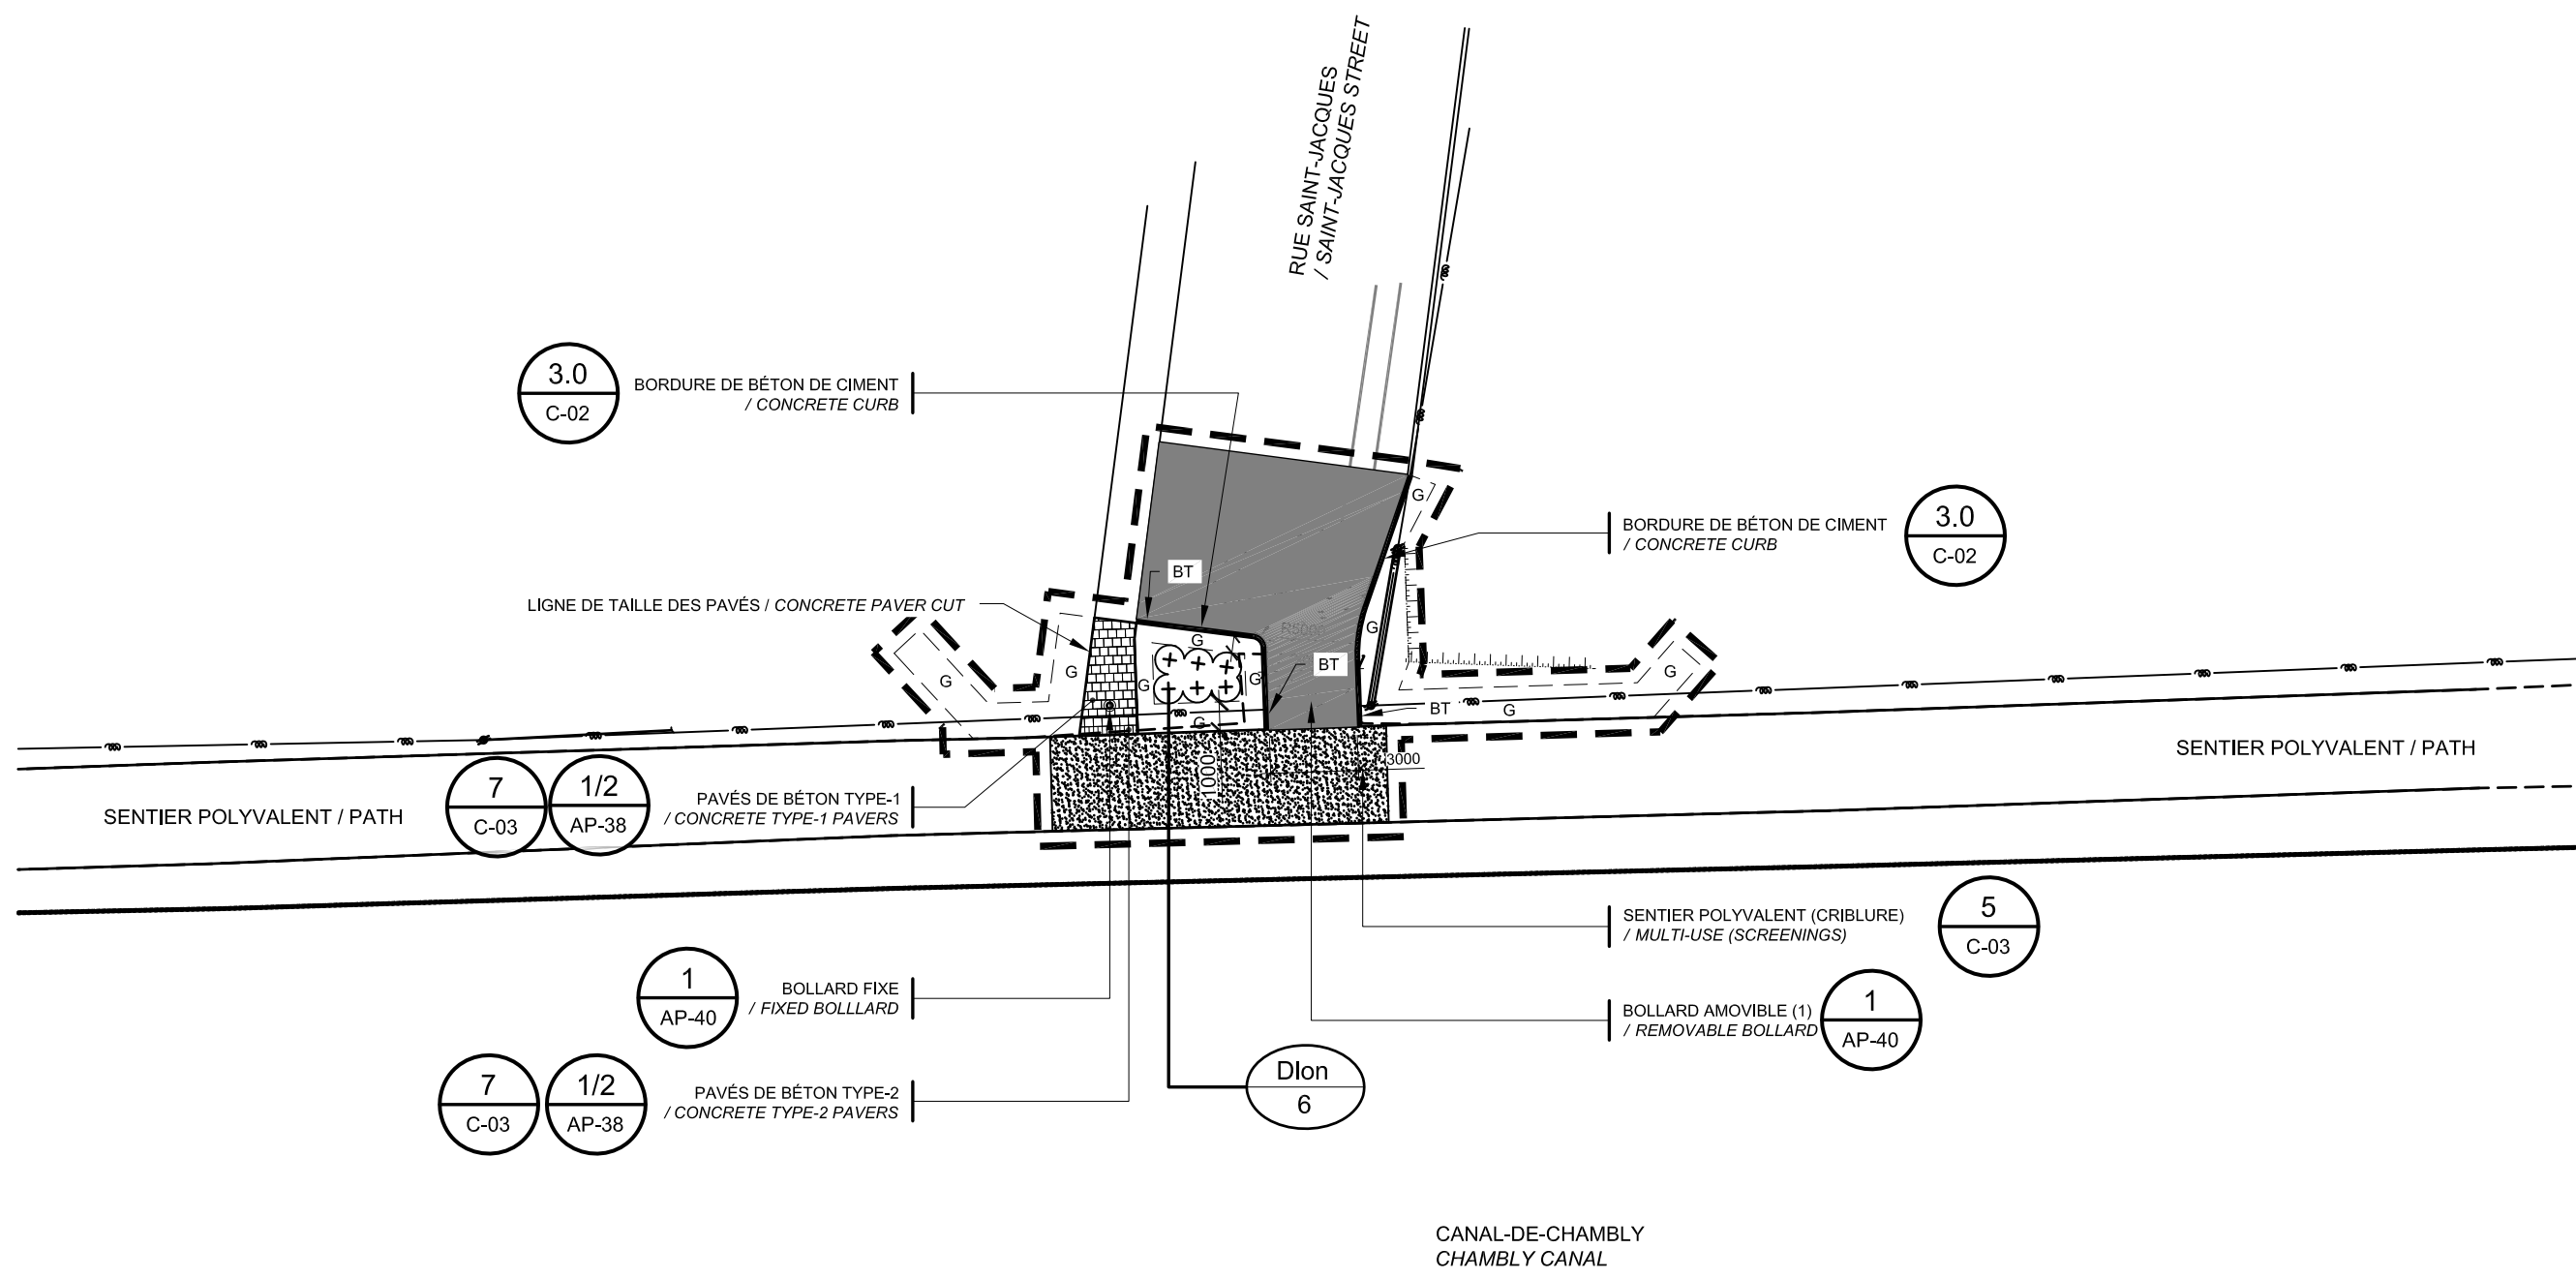 RUE SAINT-JACQUES
/ SAINT-JACQUES STREET
3.0
C-02
BORDURE DE BÉTON DE CIMENT
/ CONCRETE CURB
G
BORDURE DE BÉTON DE CIMENT
/ CONCRETE CURB
3.0
C-02
BT
LIGNE DE TAILLE DES PAVÉS / CONCRETE PAVER CUT
R5000
G
G
BT
G
G
G
G
G
G
BT
G
G
SENTIER POLYVALENT / PATH
3000
1000
7
C-03
1/2
AP-38
PAVÉS DE BÉTON TYPE-1
/ CONCRETE TYPE-1 PAVERS
SENTIER POLYVALENT / PATH
SENTIER POLYVALENT (CRIBLURE)
/ MULTI-USE (SCREENINGS)
5
C-03
1
AP-40
BOLLARD FIXE
/ FIXED BOLLLARD
BOLLARD AMOVIBLE (1)
/ REMOVABLE BOLLARD
1
AP-40
7
C-03
1/2
AP-38
PAVÉS DE BÉTON TYPE-2
/ CONCRETE TYPE-2 PAVERS
Dlon
6
CANAL-DE-CHAMBLY
CHAMBLY CANAL